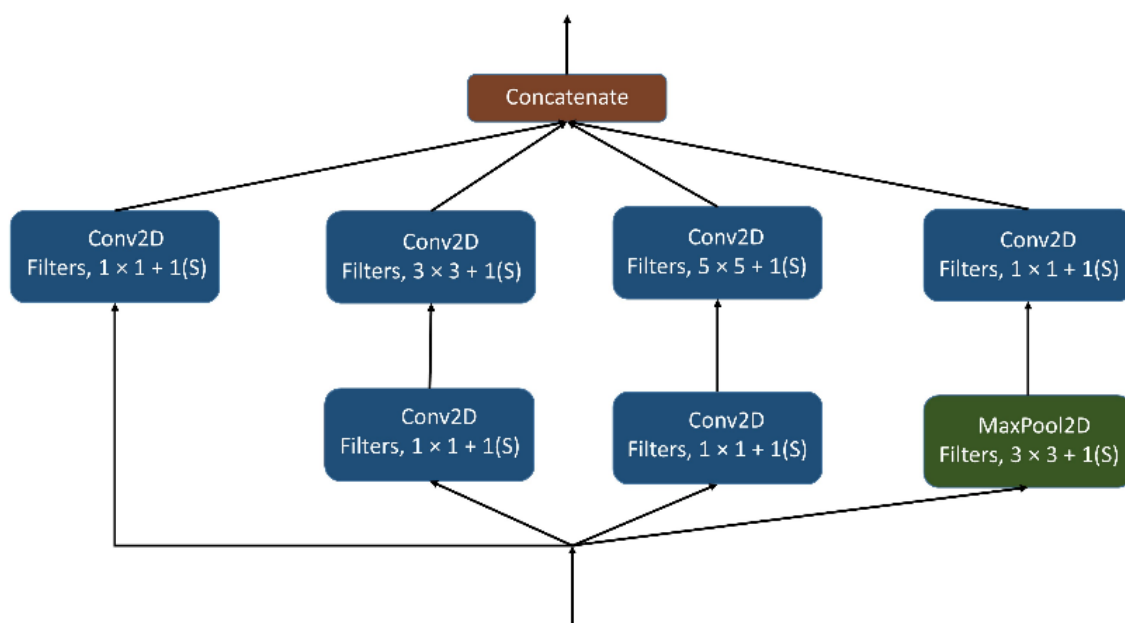 Concatenate
Conv2D
Filters, 1 × 1 + 1(S)
Conv2D
Filters, 3 × 3 + 1(S)
Conv2D
Filters, 5 × 5 + 1(S)
Conv2D
Filters, 1 × 1 + 1(S)
Conv2D
Filters, 1 × 1 + 1(S)
Conv2D
Filters, 1 × 1 + 1(S)
MaxPool2D
Filters, 3 × 3 + 1(S)